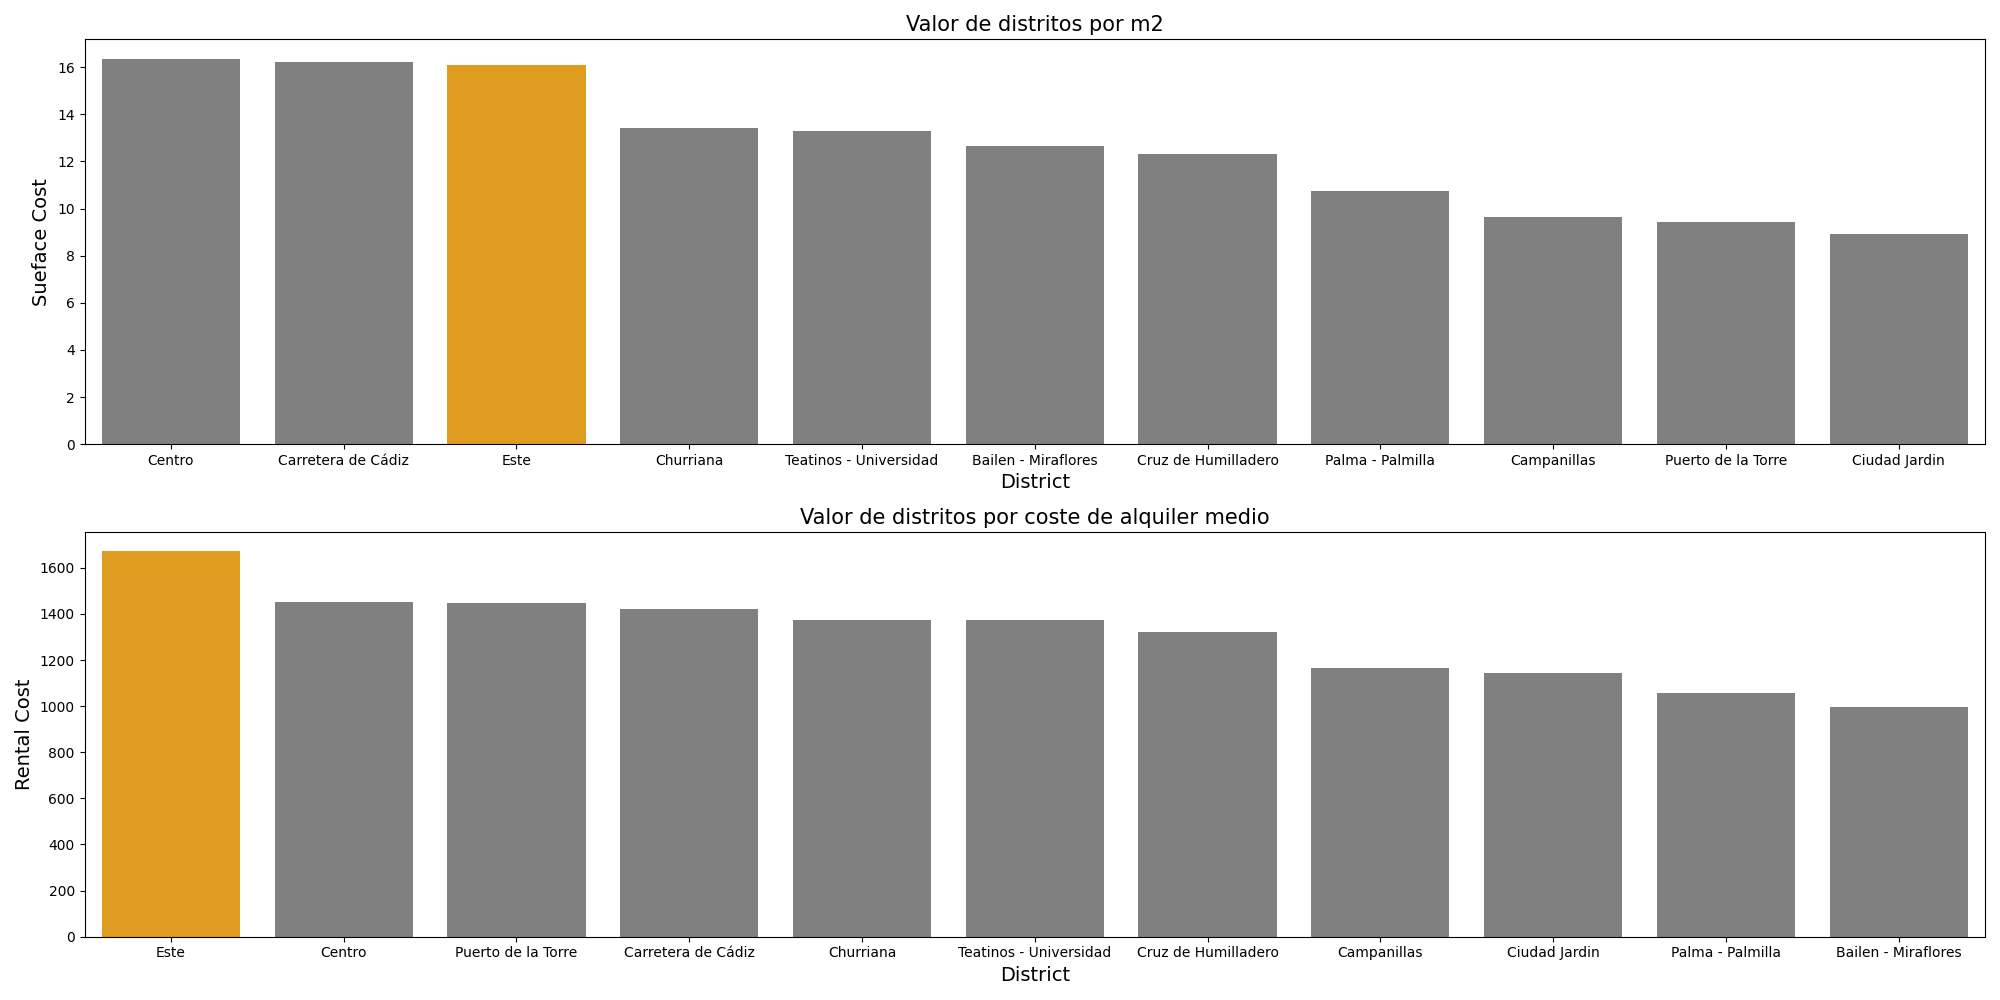 Valor de distritos por m2
Sueface Cost
16
14
12
10
8
6
4
2
0
Centro
Carretera de Cádiz
Este
Churriana
Teatinos - Universidad
Bailen - Miraflores
Cruz de Humilladero
Palma - Palmilla
Campanillas
Puerto de la Torre
Ciudad Jardin
District
Valor de distritos por coste de alquiler medio
Rental Cost
1600
1400
1200
1000
800
600
400
200
0
Este
Centro
Puerto de la Torre
Carretera de Cádiz
Churriana
Teatinos - Universidad
Cruz de Humilladero
Campanillas
Ciudad Jardin
Palma - Palmilla
Bailen - Miraflores
District